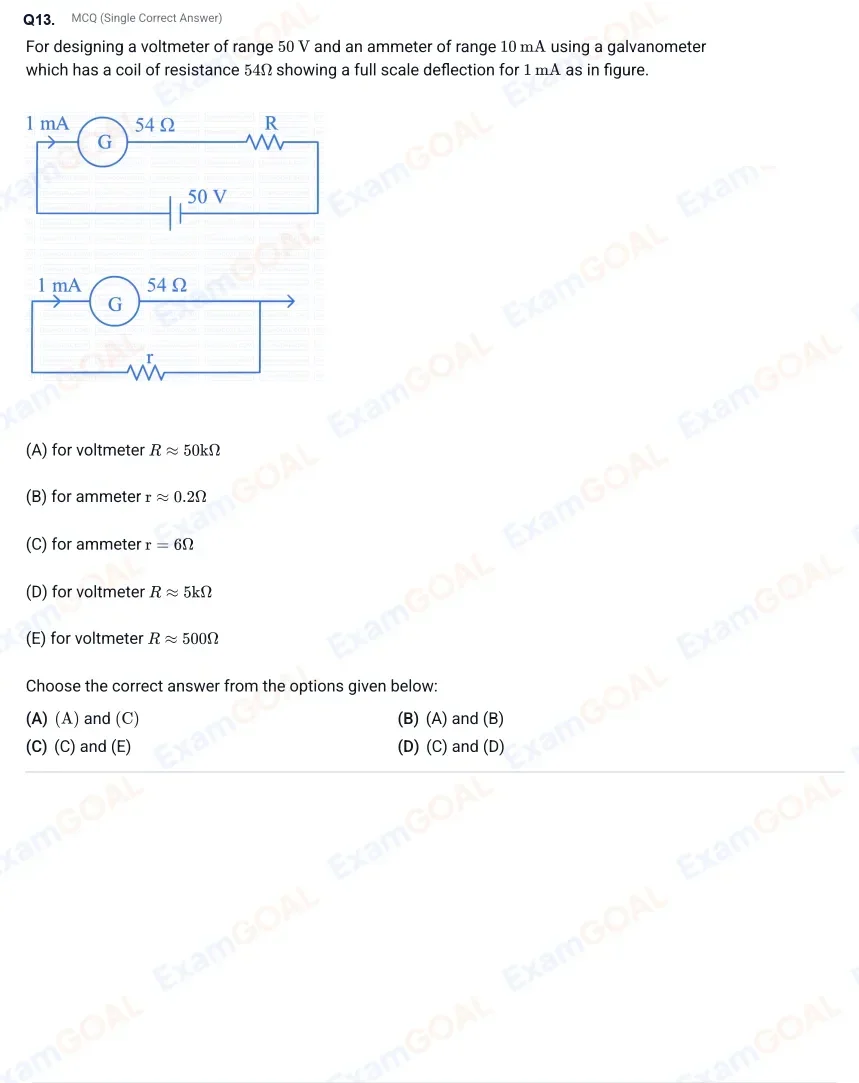 Q13. MCQ (Single Correct Answer)
For designing a voltmeter of range 50 V and an ammeter of range 10 mA using a galvanometer
which has a coil of resistance 54Ω showing a full scale deflection for 1 mA as in figure.
1 mA 54 Ω R
G
50 V
1 mA 54 Ω
G
r
(A) for voltmeter R ≈ 50kΩ
(B) for ammeter r ≈ 0.2Ω
(C) for ammeter r = 6Ω
(D) for voltmeter R ≈ 5kΩ
(E) for voltmeter R ≈ 500Ω
Choose the correct answer from the options given below:
(A) (A) and (C) (B) (A) and (B)
(C) (C) and (E) (D) (C) and (D)
ExamGOAL